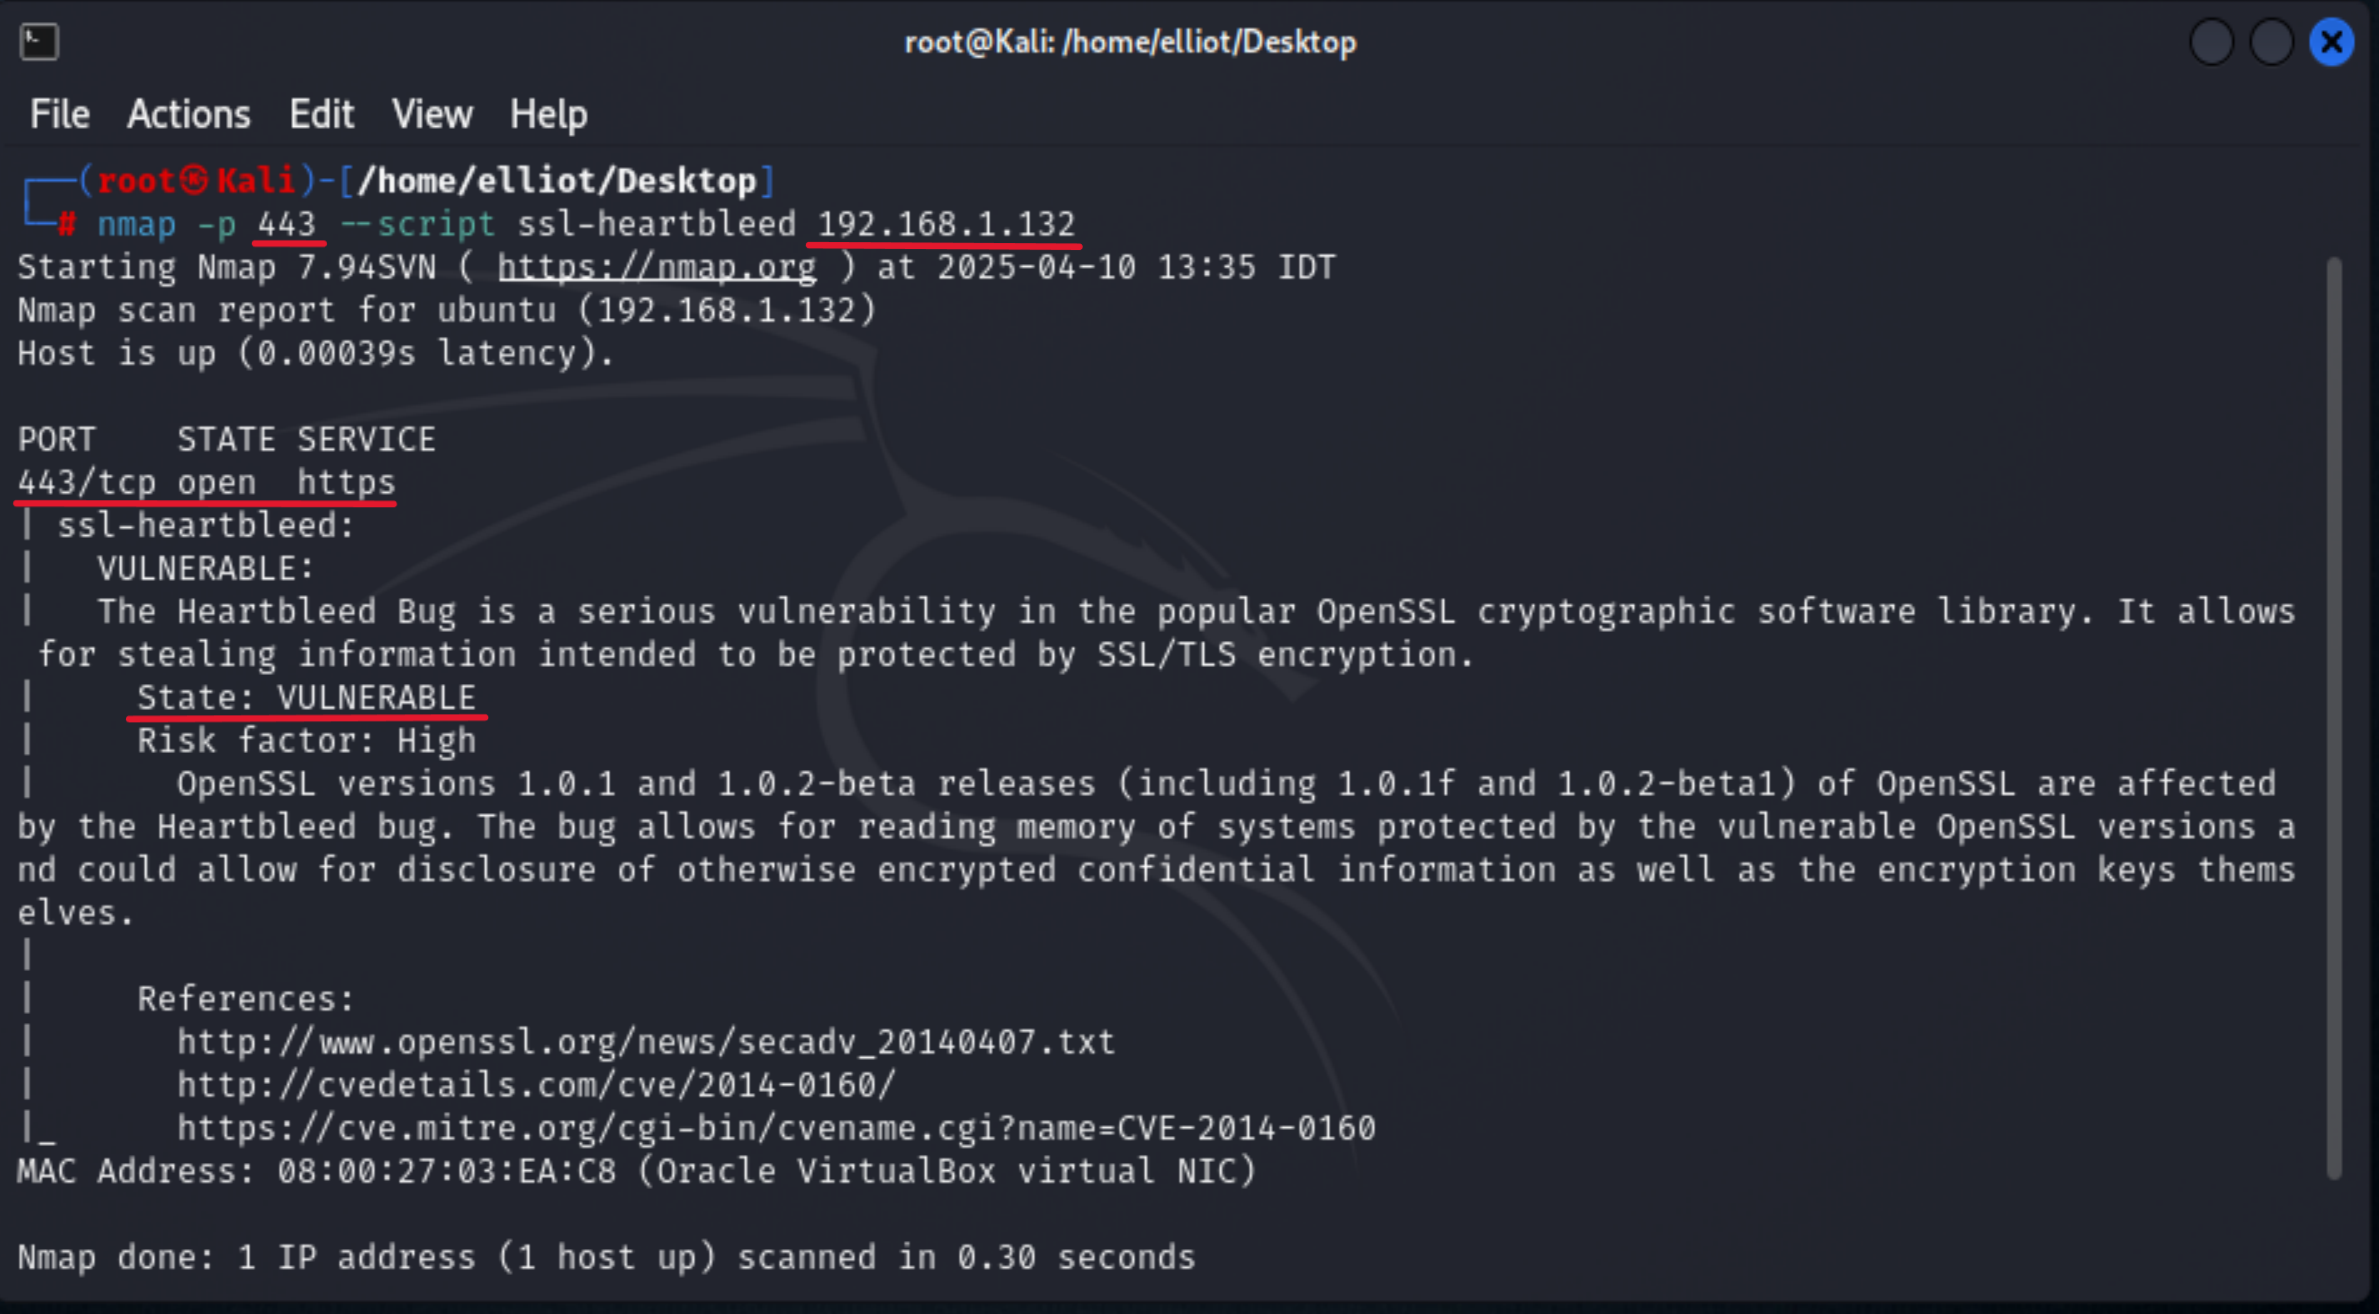 root@Kali: /home/elliot/Desktop
File Actions Edit View Help
┌──(root㉿Kali)-[/home/elliot/Desktop]
└─# nmap -p 443 --script ssl-heartbleed 192.168.1.132
Starting Nmap 7.94SVN ( https://nmap.org ) at 2025-04-10 13:35 IDT
Nmap scan report for ubuntu (192.168.1.132)
Host is up (0.00039s latency).
PORT    STATE SERVICE
443/tcp open  https
| ssl-heartbleed:
|   VULNERABLE:
|   The Heartbleed Bug is a serious vulnerability in the popular OpenSSL cryptographic software library. It allows
 for stealing information intended to be protected by SSL/TLS encryption.
|     State: VULNERABLE
|     Risk factor: High
|       OpenSSL versions 1.0.1 and 1.0.2-beta releases (including 1.0.1f and 1.0.2-beta1) of OpenSSL are affected
by the Heartbleed bug. The bug allows for reading memory of systems protected by the vulnerable OpenSSL versions a
nd could allow for disclosure of otherwise encrypted confidential information as well as the encryption keys thems
elves.
|
|     References:
|       http://www.openssl.org/news/secadv_20140407.txt
|       http://cvedetails.com/cve/2014-0160/
|_      https://cve.mitre.org/cgi-bin/cvename.cgi?name=CVE-2014-0160
MAC Address: 08:00:27:03:EA:C8 (Oracle VirtualBox virtual NIC)
Nmap done: 1 IP address (1 host up) scanned in 0.30 seconds